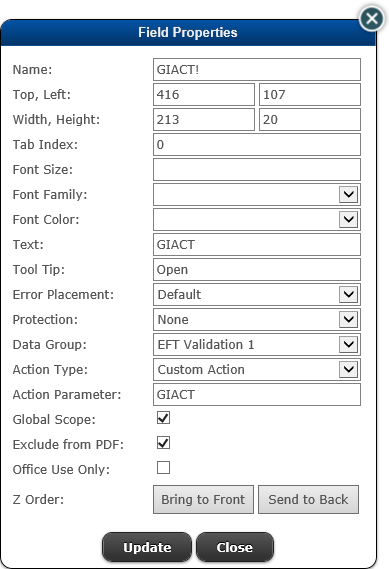 Field Properties
Name: GIACT!
Top, Left: 416 107
Width, Height: 213 20
Tab Index: 0
Font Size:
Font Family:
Font Color:
Text: GIACT
Tool Tip: Open
Error Placement: Default
Protection: None
Data Group: EFT Validation 1
Action Type: Custom Action
Action Parameter: GIACT
Global Scope:
Exclude from PDF:
Office Use Only:
Z Order: Bring to Front Send to Back
Update Close